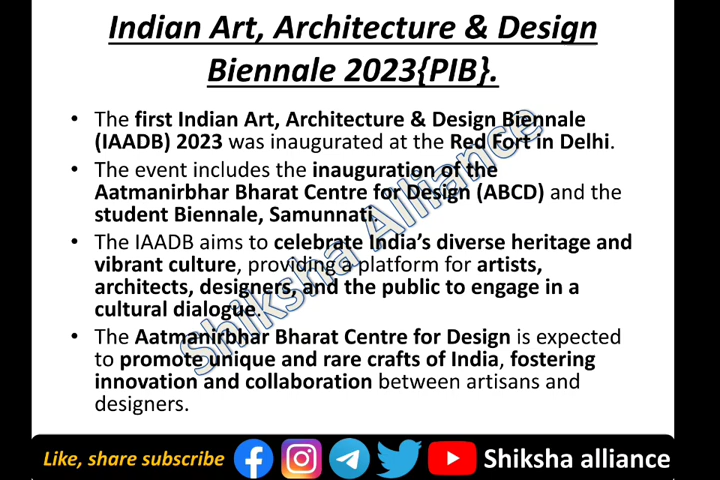 Indian Art, Architecture & Design
Biennale 2023{PIB}.
• The first Indian Art, Architecture & Design Biennale
(IAADB) 2023 was inaugurated at the Red Fort in Delhi.
• The event includes the inauguration of the
Aatmanirbhar Bharat Centre for Design (ABCD) and the
student Biennale, Samunnati.
• The IAADB aims to celebrate India's diverse heritage and
vibrant culture, providing a platform for artists,
architects, designers, and the public to engage in a
cultural dialogue.
• The Aatmanirbhar Bharat Centre for Design is expected
to promote unique and rare crafts of India, fostering
innovation and collaboration between artisans and
designers.
Shiksha Alliance
Like, share subscribe Shiksha alliance